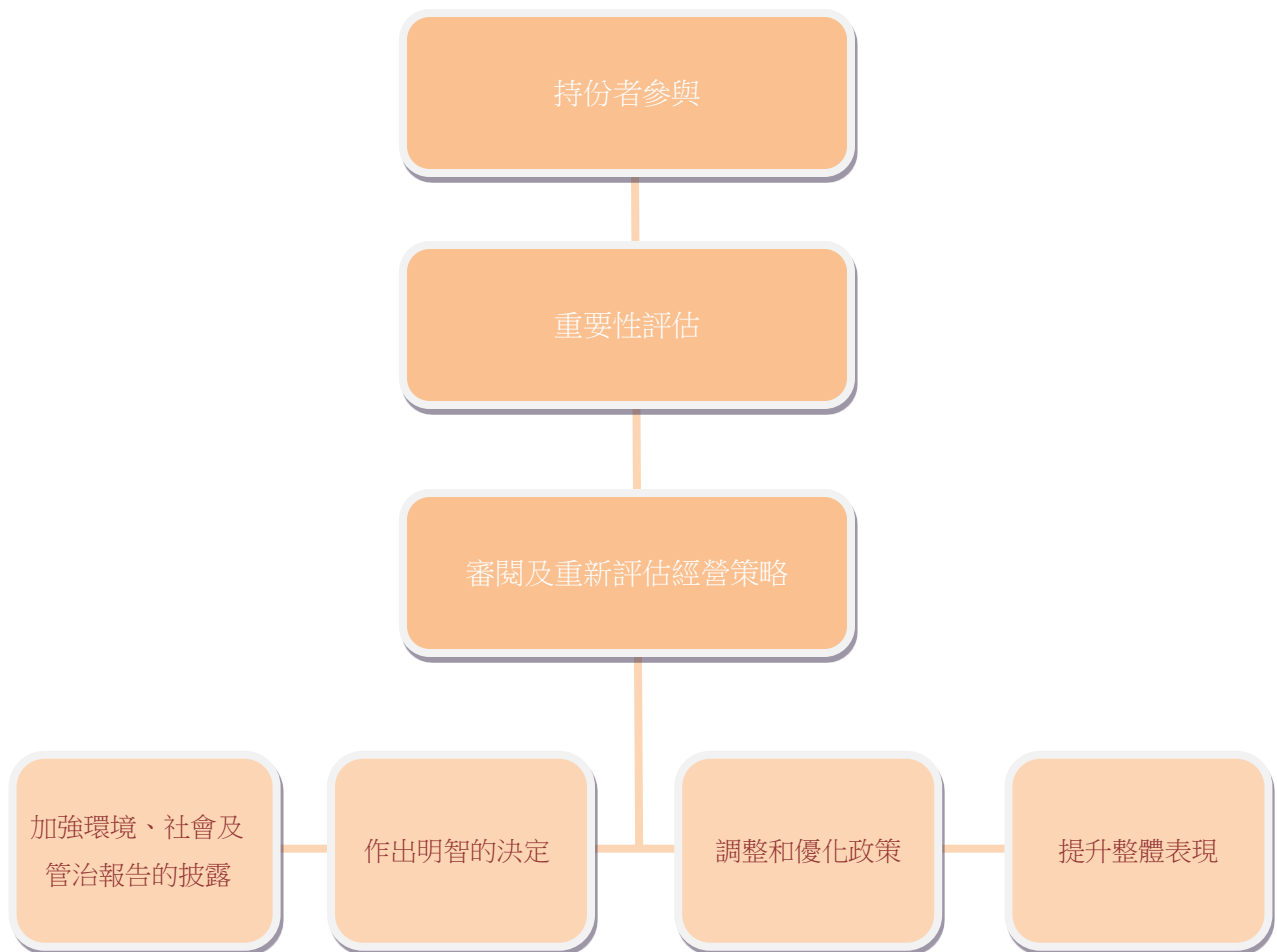 持份者參與
重要性評估
審閱及重新評估經營策略
加強環境、社會及
管治報告的披露
作出明智的決定
調整和優化政策
提升整體表現